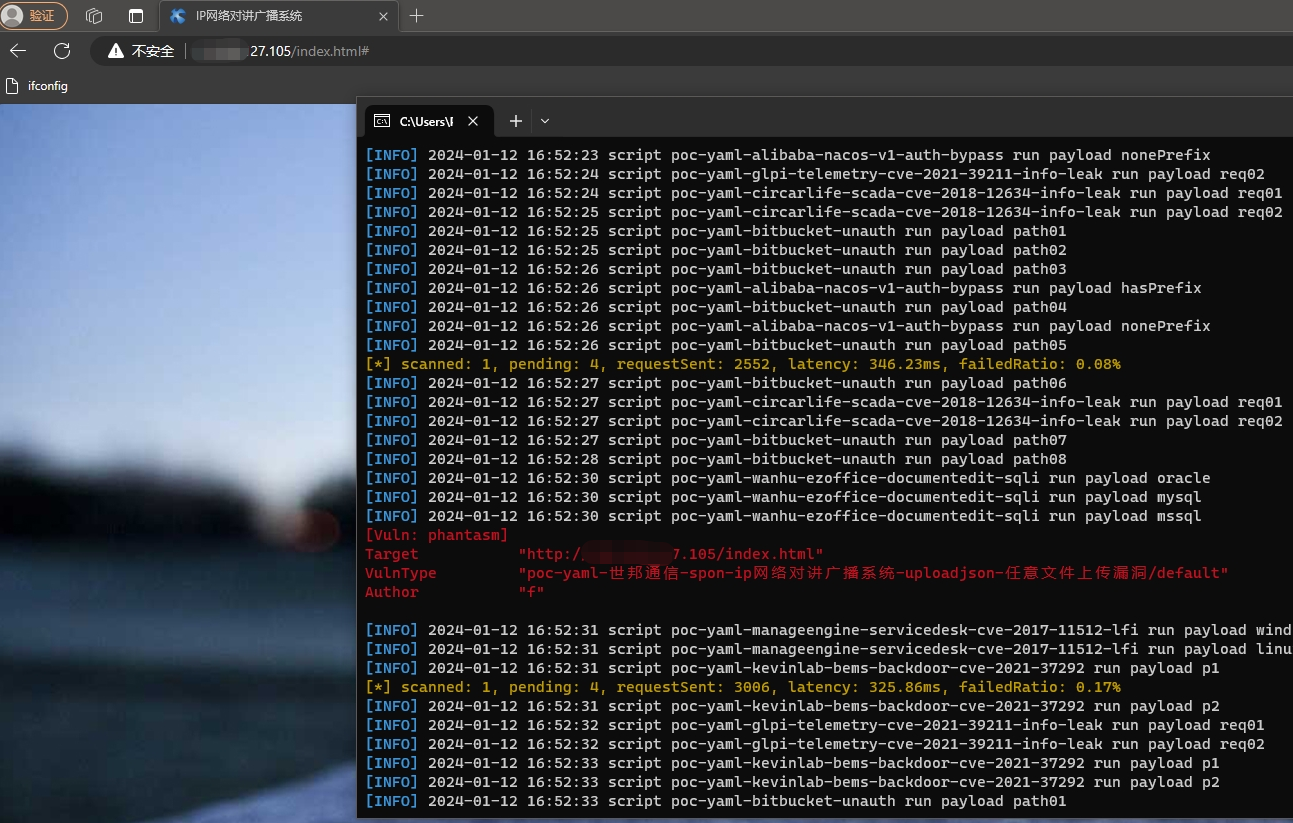 验证
IP网络对讲广播系统
不安全
27.105/index.html#
ifconfig
C:\Users\
[INFO] 2024-01-12 16:52:23 script poc-yaml-alibaba-nacos-v1-auth-bypass run payload nonePrefix
[INFO] 2024-01-12 16:52:24 script poc-yaml-glpi-telemetry-cve-2021-39211-info-leak run payload req02
[INFO] 2024-01-12 16:52:24 script poc-yaml-circarlife-scada-cve-2018-12634-info-leak run payload req01
[INFO] 2024-01-12 16:52:25 script poc-yaml-circarlife-scada-cve-2018-12634-info-leak run payload req02
[INFO] 2024-01-12 16:52:25 script poc-yaml-bitbucket-unauth run payload path01
[INFO] 2024-01-12 16:52:25 script poc-yaml-bitbucket-unauth run payload path02
[INFO] 2024-01-12 16:52:26 script poc-yaml-bitbucket-unauth run payload path03
[INFO] 2024-01-12 16:52:26 script poc-yaml-alibaba-nacos-v1-auth-bypass run payload hasPrefix
[INFO] 2024-01-12 16:52:26 script poc-yaml-bitbucket-unauth run payload path04
[INFO] 2024-01-12 16:52:26 script poc-yaml-alibaba-nacos-v1-auth-bypass run payload nonePrefix
[INFO] 2024-01-12 16:52:26 script poc-yaml-bitbucket-unauth run payload path05
[*] scanned: 1, pending: 4, requestSent: 2552, latency: 346.23ms, failedRatio: 0.08%
[INFO] 2024-01-12 16:52:27 script poc-yaml-bitbucket-unauth run payload path06
[INFO] 2024-01-12 16:52:27 script poc-yaml-circarlife-scada-cve-2018-12634-info-leak run payload req01
[INFO] 2024-01-12 16:52:27 script poc-yaml-circarlife-scada-cve-2018-12634-info-leak run payload req02
[INFO] 2024-01-12 16:52:27 script poc-yaml-bitbucket-unauth run payload path07
[INFO] 2024-01-12 16:52:28 script poc-yaml-bitbucket-unauth run payload path08
[INFO] 2024-01-12 16:52:30 script poc-yaml-wanhu-ezoffice-documentedit-sqli run payload oracle
[INFO] 2024-01-12 16:52:30 script poc-yaml-wanhu-ezoffice-documentedit-sqli run payload mysql
[INFO] 2024-01-12 16:52:30 script poc-yaml-wanhu-ezoffice-documentedit-sqli run payload mssql
[Vuln: phantasm]
Target "http:/ 7.105/index.html"
VulnType "poc-yaml-世邦通信-spon-ip网络对讲广播系统-uploadjson-任意文件上传漏洞/default"
Author "f"
[INFO] 2024-01-12 16:52:31 script poc-yaml-manageengine-servicedesk-cve-2017-11512-lfi run payload wind
[INFO] 2024-01-12 16:52:31 script poc-yaml-manageengine-servicedesk-cve-2017-11512-lfi run payload linu
[INFO] 2024-01-12 16:52:31 script poc-yaml-kevinlab-bems-backdoor-cve-2021-37292 run payload p1
[*] scanned: 1, pending: 4, requestSent: 3006, latency: 325.86ms, failedRatio: 0.17%
[INFO] 2024-01-12 16:52:31 script poc-yaml-kevinlab-bems-backdoor-cve-2021-37292 run payload p2
[INFO] 2024-01-12 16:52:32 script poc-yaml-glpi-telemetry-cve-2021-39211-info-leak run payload req01
[INFO] 2024-01-12 16:52:32 script poc-yaml-glpi-telemetry-cve-2021-39211-info-leak run payload req02
[INFO] 2024-01-12 16:52:33 script poc-yaml-kevinlab-bems-backdoor-cve-2021-37292 run payload p1
[INFO] 2024-01-12 16:52:33 script poc-yaml-kevinlab-bems-backdoor-cve-2021-37292 run payload p2
[INFO] 2024-01-12 16:52:33 script poc-yaml-bitbucket-unauth run payload path01